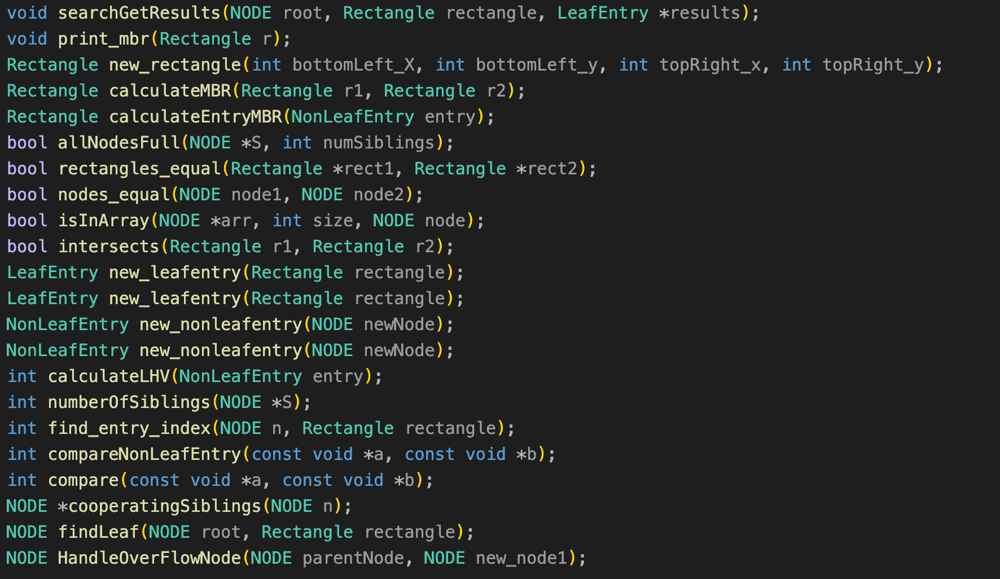 void searchGetResults(NODE root, Rectangle rectangle, LeafEntry *results);
void print_mbr(Rectangle r);
Rectangle new_rectangle(int bottomLeft_X, int bottomLeft_y, int topRight_x, int topRight_y);
Rectangle calculateMBR(Rectangle r1, Rectangle r2);
Rectangle calculateEntryMBR(NonLeafEntry entry);
bool allNodesFull(NODE *S, int numSiblings);
bool rectangles_equal(Rectangle *rect1, Rectangle *rect2);
bool nodes_equal(NODE node1, NODE node2);
bool isInArray(NODE *arr, int size, NODE node);
bool intersects(Rectangle r1, Rectangle r2);
LeafEntry new_leafentry(Rectangle rectangle);
LeafEntry new_leafentry(Rectangle rectangle);
NonLeafEntry new_nonleafentry(NODE newNode);
NonLeafEntry new_nonleafentry(NODE newNode);
int calculateLHV(NonLeafEntry entry);
int numberOfSiblings(NODE *S);
int find_entry_index(NODE n, Rectangle rectangle);
int compareNonLeafEntry(const void *a, const void *b);
int compare(const void *a, const void *b);
NODE *cooperatingSiblings(NODE n);
NODE findLeaf(NODE root, Rectangle rectangle);
NODE HandleOverFlowNode(NODE parentNode, NODE new_node1);